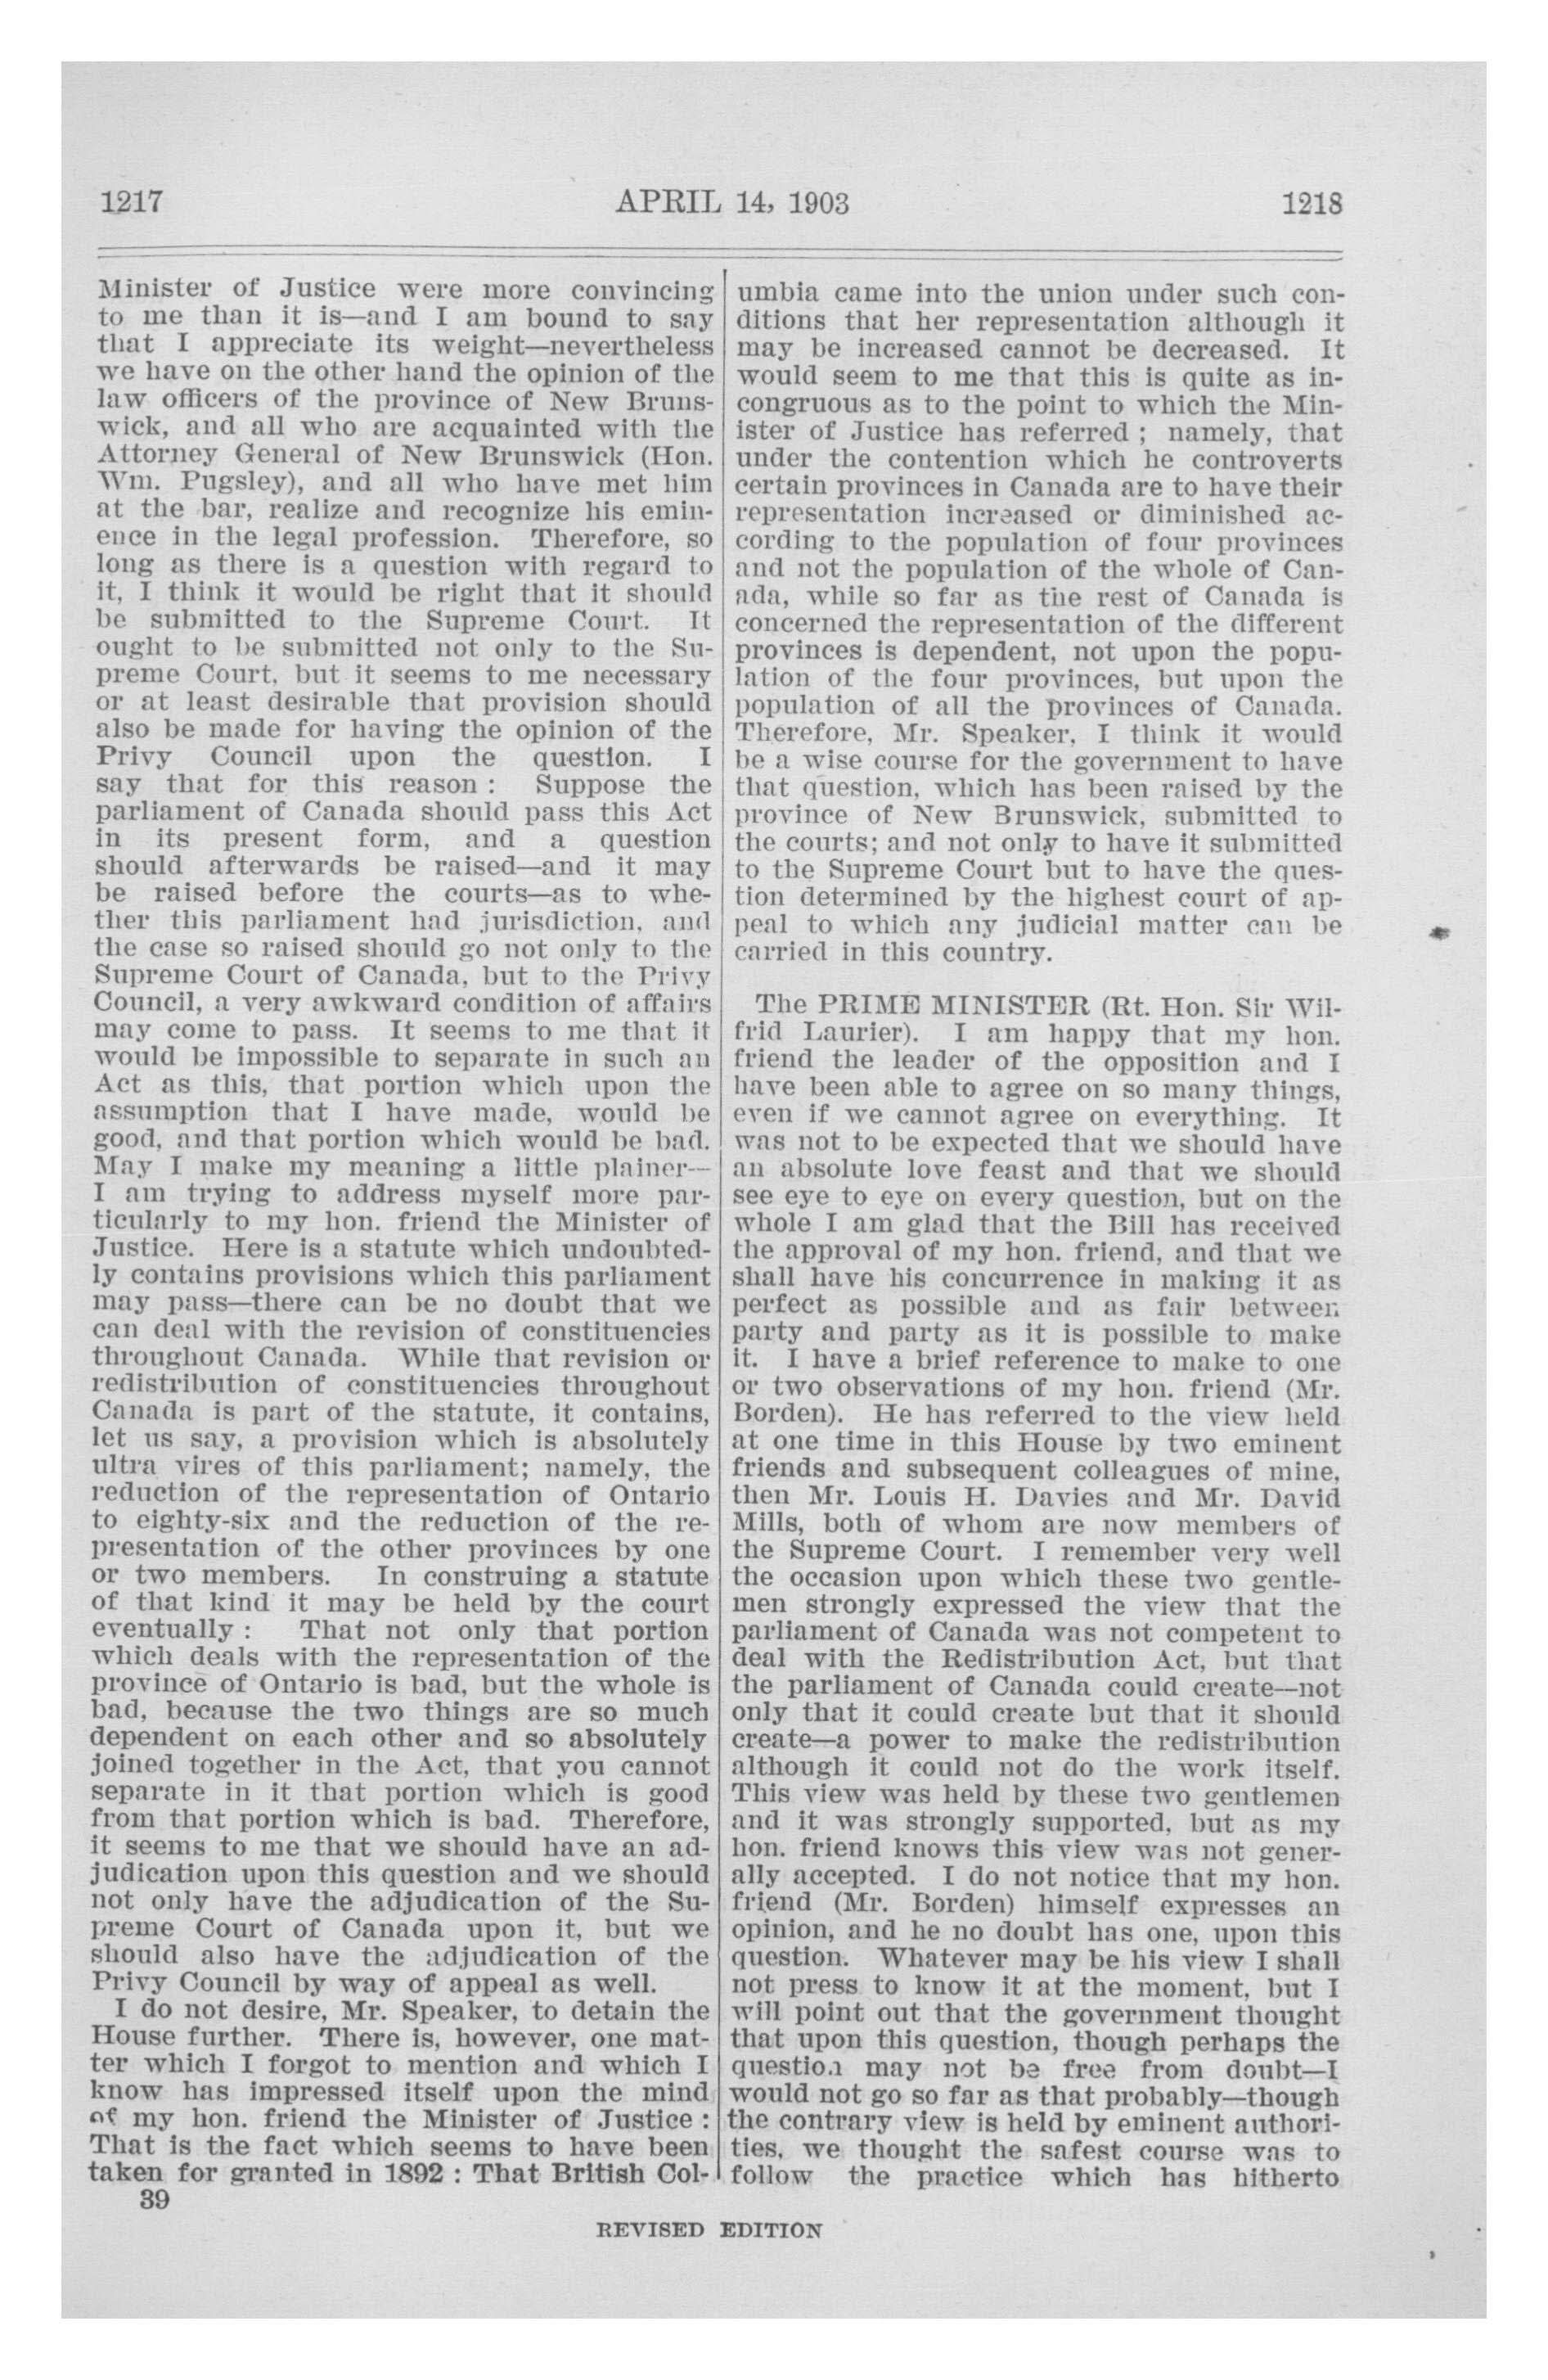 1217
APRIL 14, 1903
1218
Minister of Justice were more convincing
to me than it is—and I am bound to say
that I appreciate its weight—nevertheless
we have on the other hand the opinion of the
law officers of the province of New Bruns-
wick, and all who are acquainted with the
Attorney General of New Brunswick (Hon.
Wm. Pugsley), and all who have met him
at the bar, realize and recognize his emin-
ence in the legal profession. Therefore, so
long as there is a question with regard to
it, I think it would be right that it should
be submitted to the Supreme Court. It
ought to be submitted not only to the Su-
preme Court, but it seems to me necessary
or at least desirable that provision should
also be made for having the opinion of the
Privy Council upon the question. I
say that for this reason : Suppose the
parliament of Canada should pass this Act
in its present form, and a question
should afterwards be raised—and it may
be raised before the courts—as to whe-
ther this parliament had jurisdiction, and
the case so raised should go not only to the
Supreme Court of Canada, but to the Privy
Council, a very awkward condition of affairs
may come to pass. It seems to me that it
would be impossible to separate in such an
Act as this, that portion which upon the
assumption that I have made, would be
good, and that portion which would be bad.
May I make my meaning a little plainer—
I am trying to address myself more par-
ticularly to my hon. friend the Minister of
Justice. Here is a statute which undoubted-
ly contains provisions which this parliament
may pass—there can be no doubt that we
can deal with the revision of constituencies
throughout Canada. While that revision or
redistribution of constituencies throughout
Canada is part of the statute, it contains,
let us say, a provision which is absolutely
ultra vires of this parliament; namely, the
reduction of the representation of Ontario
to eighty-six and the reduction of the re-
presentation of the other provinces by one
or two members. In construing a statute
of that kind it may be held by the court
eventually : That not only that portion
which deals with the representation of the
province of Ontario is bad, but the whole is
bad, because the two things are so much
dependent on each other and so absolutely
joined together in the Act, that you cannot
separate in it that portion which is good
from that portion which is bad. Therefore,
it seems to me that we should have an ad-
judication upon this question and we should
not only have the adjudication of the Su-
preme Court of Canada upon it, but we
should also have the adjudication of the
Privy Council by way of appeal as well.
I do not desire, Mr. Speaker, to detain the
House further. There is, however, one mat-
ter which I forgot to mention and which I
know has impressed itself upon the mind
of my hon. friend the Minister of Justice :
That is the fact which seems to have been
taken for granted in 1892 : That British Col-
39
umbia came into the union under such con-
ditions that her representation although it
may be increased cannot be decreased. It
would seem to me that this is quite as in-
congruous as to the point to which the Min-
ister of Justice has referred ; namely, that
under the contention which he controverts
certain provinces in Canada are to have their
representation increased or diminished ac-
cording to the population of four provinces
and not the population of the whole of Can-
ada, while so far as the rest of Canada is
concerned the representation of the different
provinces is dependent, not upon the popu-
lation of the four provinces, but upon the
population of all the provinces of Canada.
Therefore, Mr. Speaker, I think it would
be a wise course for the government to have
that question, which has been raised by the
province of New Brunswick, submitted to
the courts; and not only to have it submitted
to the Supreme Court but to have the ques-
tion determined by the highest court of ap-
peal to which any judicial matter can be
carried in this country.
The PRIME MINISTER (Rt. Hon. Sir Wil-
frid Laurier). I am happy that my hon.
friend the leader of the opposition and I
have been able to agree on so many things,
even if we cannot agree on everything. It
was not to be expected that we should have
an absolute love feast and that we should
see eye to eye on every question, but on the
whole I am glad that the Bill has received
the approval of my hon. friend, and that we
shall have his concurrence in making it as
perfect as possible and as fair between
party and party as it is possible to make
it. I have a brief reference to make to one
or two observations of my hon. friend (Mr.
Borden). He has referred to the view held
at one time in this House by two eminent
friends and subsequent colleagues of mine,
then Mr. Louis H. Davies and Mr. David
Mills, both of whom are now members of
the Supreme Court. I remember very well
the occasion upon which these two gentle-
men strongly expressed the view that the
parliament of Canada was not competent to
deal with the Redistribution Act, but that
the parliament of Canada could create—not
only that it could create but that it should
create—a power to make the redistribution
although it could not do the work itself.
This view was held by these two gentlemen
and it was strongly supported, but as my
hon. friend knows this view was not gener-
ally accepted. I do not notice that my hon.
friend (Mr. Borden) himself expresses an
opinion, and he no doubt has one, upon this
question. Whatever may be his view I shall
not press to know it at the moment, but I
will point out that the government thought
that upon this question, though perhaps the
question may not be free from doubt—I
would not go so far as that probably—though
the contrary view is held by eminent authori-
ties, we thought the safest course was to
follow the practice which has hitherto
REVISED EDITION